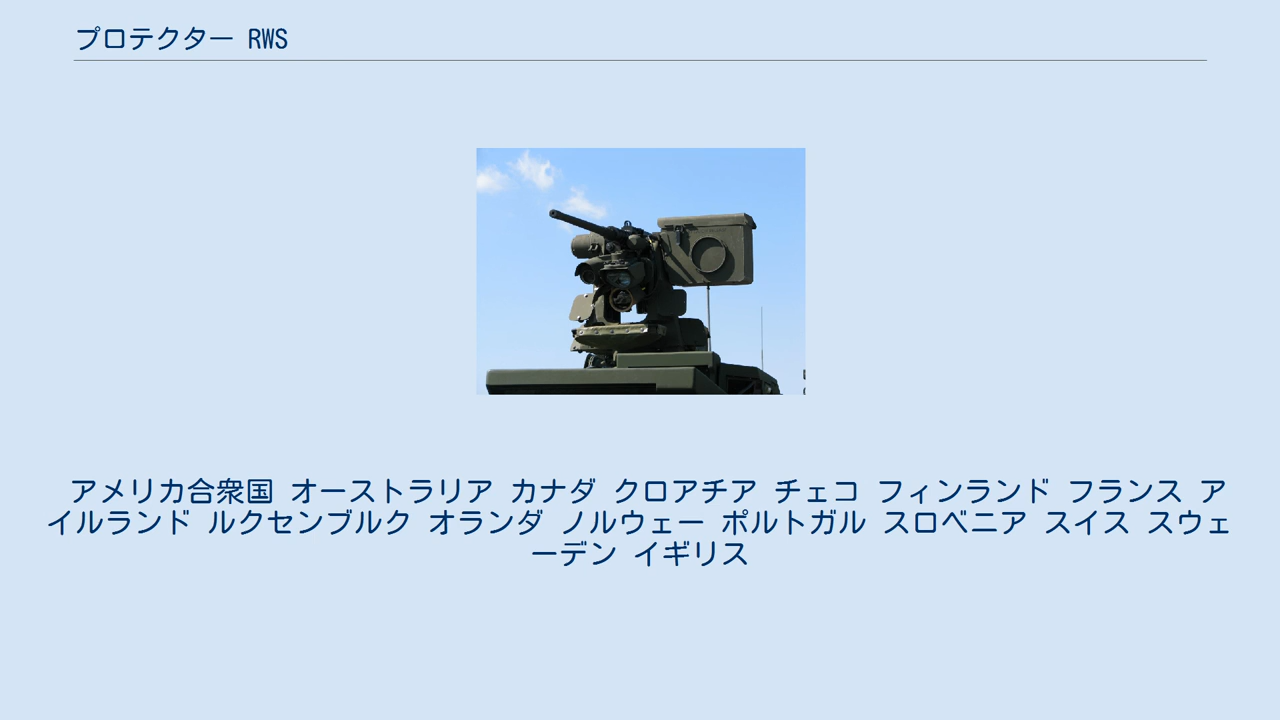 プロテクター RWS
アメリカ合衆国 オーストラリア カナダ クロアチア チェコ フィンランド フランス ア
イルランド ルクセンブルク オランダ ノルウェー ポルトガル スロベニア スイス スウェ
ーデン イギリス